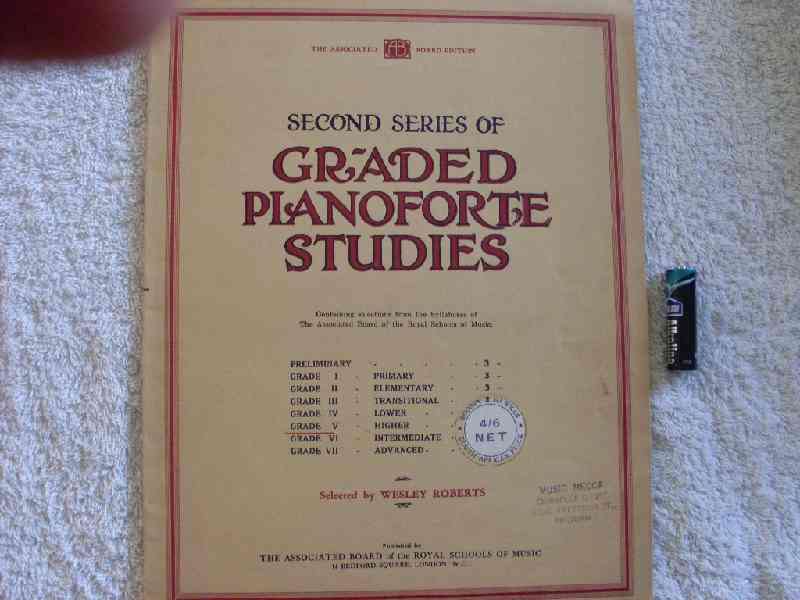 THE ASSOCIATED AB BOARD EDITION
SECOND SERIES OF
GRADED
PIANOFORTE
STUDIES
Containing selections from the Syllabuses of
The Associated Board of the Royal Schools of Music
PRELIMINARY - - - - - 3 -
GRADE I - PRIMARY - - - 3 -
GRADE II - ELEMENTARY - - 3 -
GRADE III - TRANSITIONAL -
GRADE IV - LOWER - -
GRADE V - HIGHER - -
GRADE VI - INTERMEDIATE -
GRADE VII - ADVANCED - -
4/6
NET
Selected by WESLEY ROBERTS
MUSIC MECCA
Published by
THE ASSOCIATED BOARD of the ROYAL SCHOOLS OF MUSIC
14 BEDFORD SQUARE, LONDON